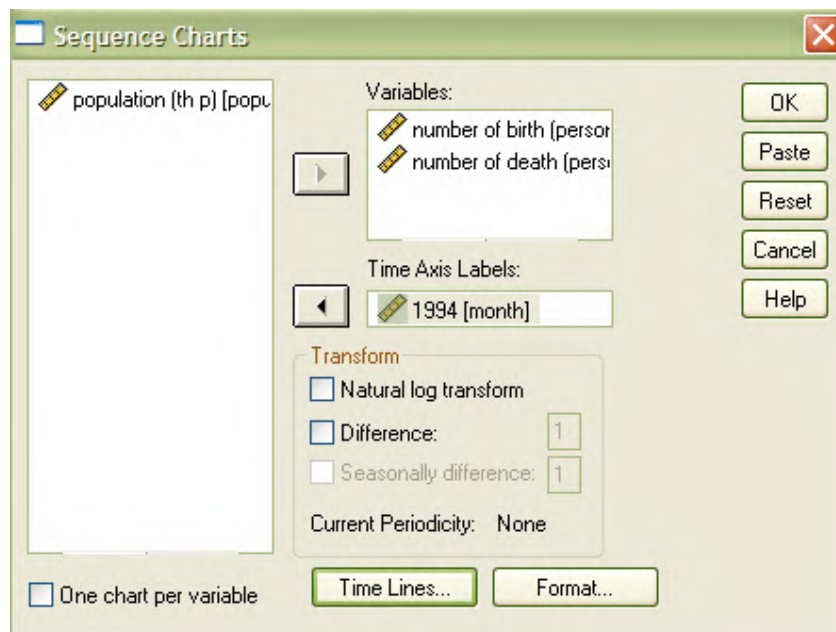 Sequence Charts
population (th p) [popu
Variables:
number of birth (person
number of death (perso
Time Axis Labels:
1994 [month]
Transform
Natural log transform
Difference: 1
Seasonally difference: 1
Current Periodicity: None
One chart per variable
Time Lines...
Format...
OK
Paste
Reset
Cancel
Help